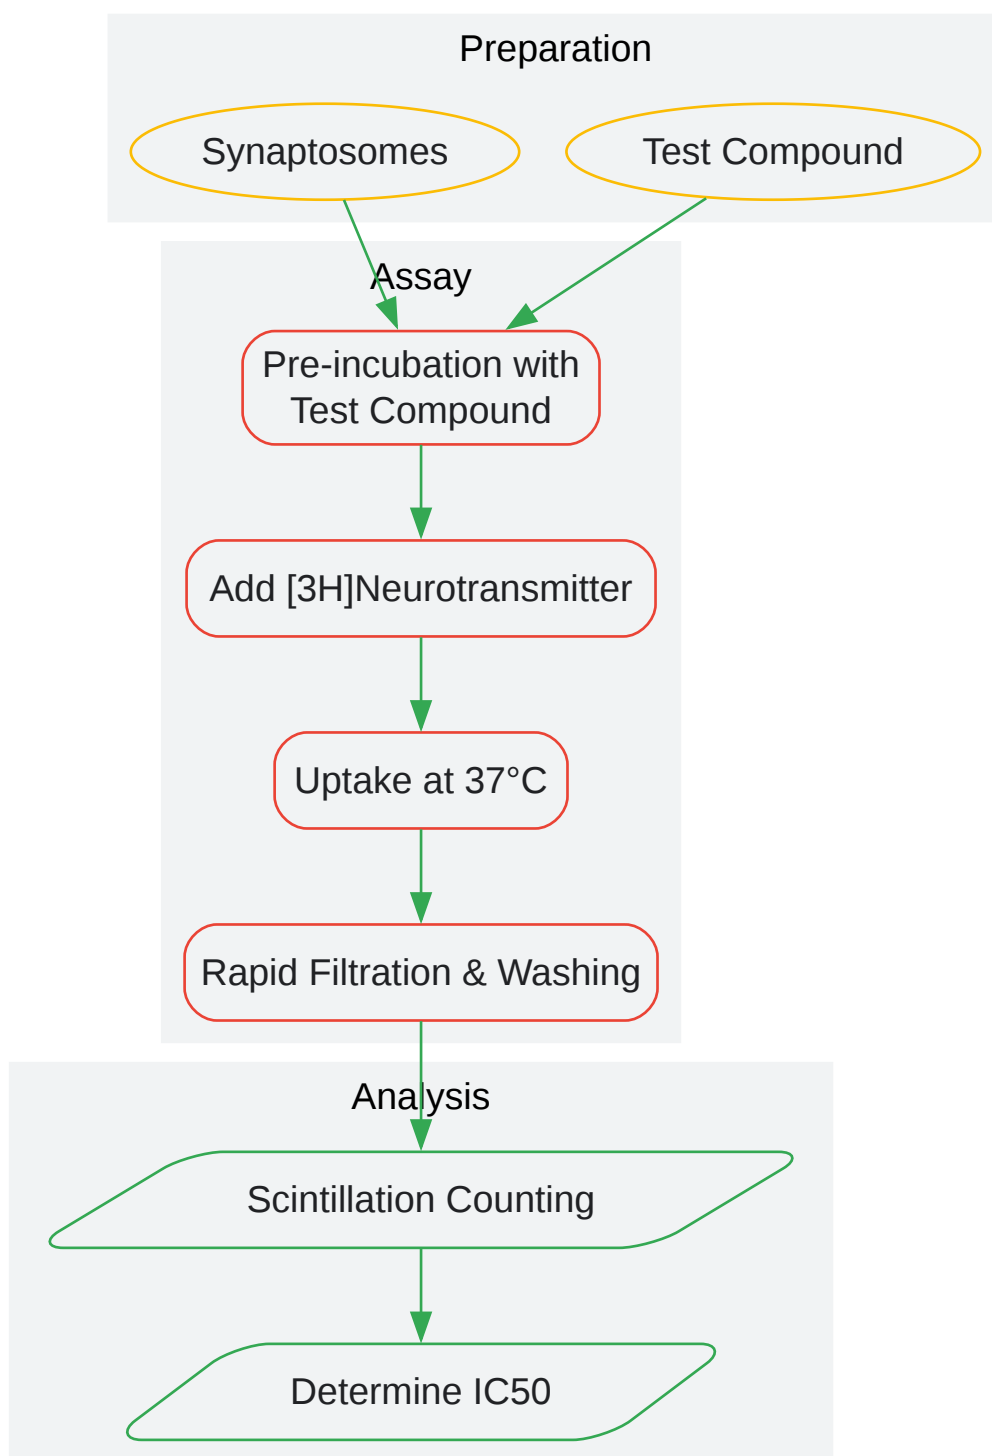 Preparation
Synaptosomes
Test Compound
Assay
Pre-incubation with
Test Compound
Add [3H]Neurotransmitter
Uptake at 37°C
Rapid Filtration & Washing
Analysis
Scintillation Counting
Determine IC50